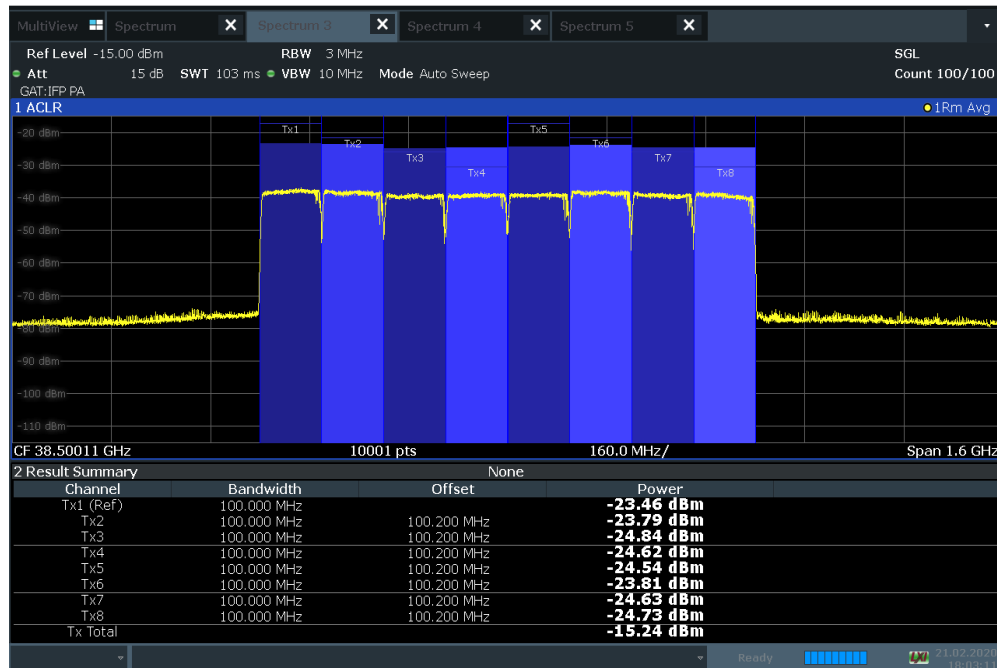 MultiView Spectrum X Spectrum 3 X Spectrum 4 X Spectrum 5 X
Ref Level -15.00 dBm RBW 3 MHz SGL
Att 15 dB SWT 103 ms VBW 10 MHz Mode Auto Sweep Count 100/100
GAT:IFP PA
1 ACLR 1Rm Avg
Tx1 Tx5
-20 dBm
Tx2 Tx6
Tx3 Tx7
-30 dBm
Tx4 Tx8
-40 dBm
-50 dBm
-60 dBm
-70 dBm
-80 dBm
-90 dBm
-100 dBm
-110 dBm
CF 38.50011 GHz 10001 pts 160.0 MHz/ Span 1.6 GHz
2 Result Summary None
Channel Bandwidth Offset Power
Tx1 (Ref) 100.000 MHz -23.46 dBm
Tx2 100.000 MHz 100.200 MHz -23.79 dBm
Tx3 100.000 MHz 100.200 MHz -24.84 dBm
Tx4 100.000 MHz 100.200 MHz -24.62 dBm
Tx5 100.000 MHz 100.200 MHz -24.54 dBm
Tx6 100.000 MHz 100.200 MHz -23.81 dBm
Tx7 100.000 MHz 100.200 MHz -24.63 dBm
Tx8 100.000 MHz 100.200 MHz -24.73 dBm
Tx Total -15.24 dBm
Ready LXI 21.02.2020